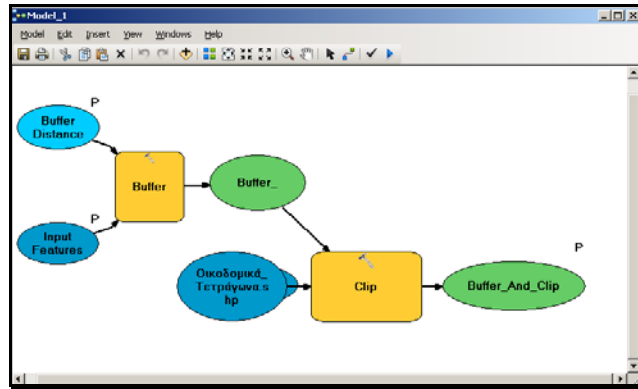 Model_1
Model Edit Insert View Windows Help
P
Buffer
Distance
Buffer
Buffer_
P
Input
Features
Οικοδομικά_
Τετράγωνα.s
hp
Clip
P
Buffer_And_Clip